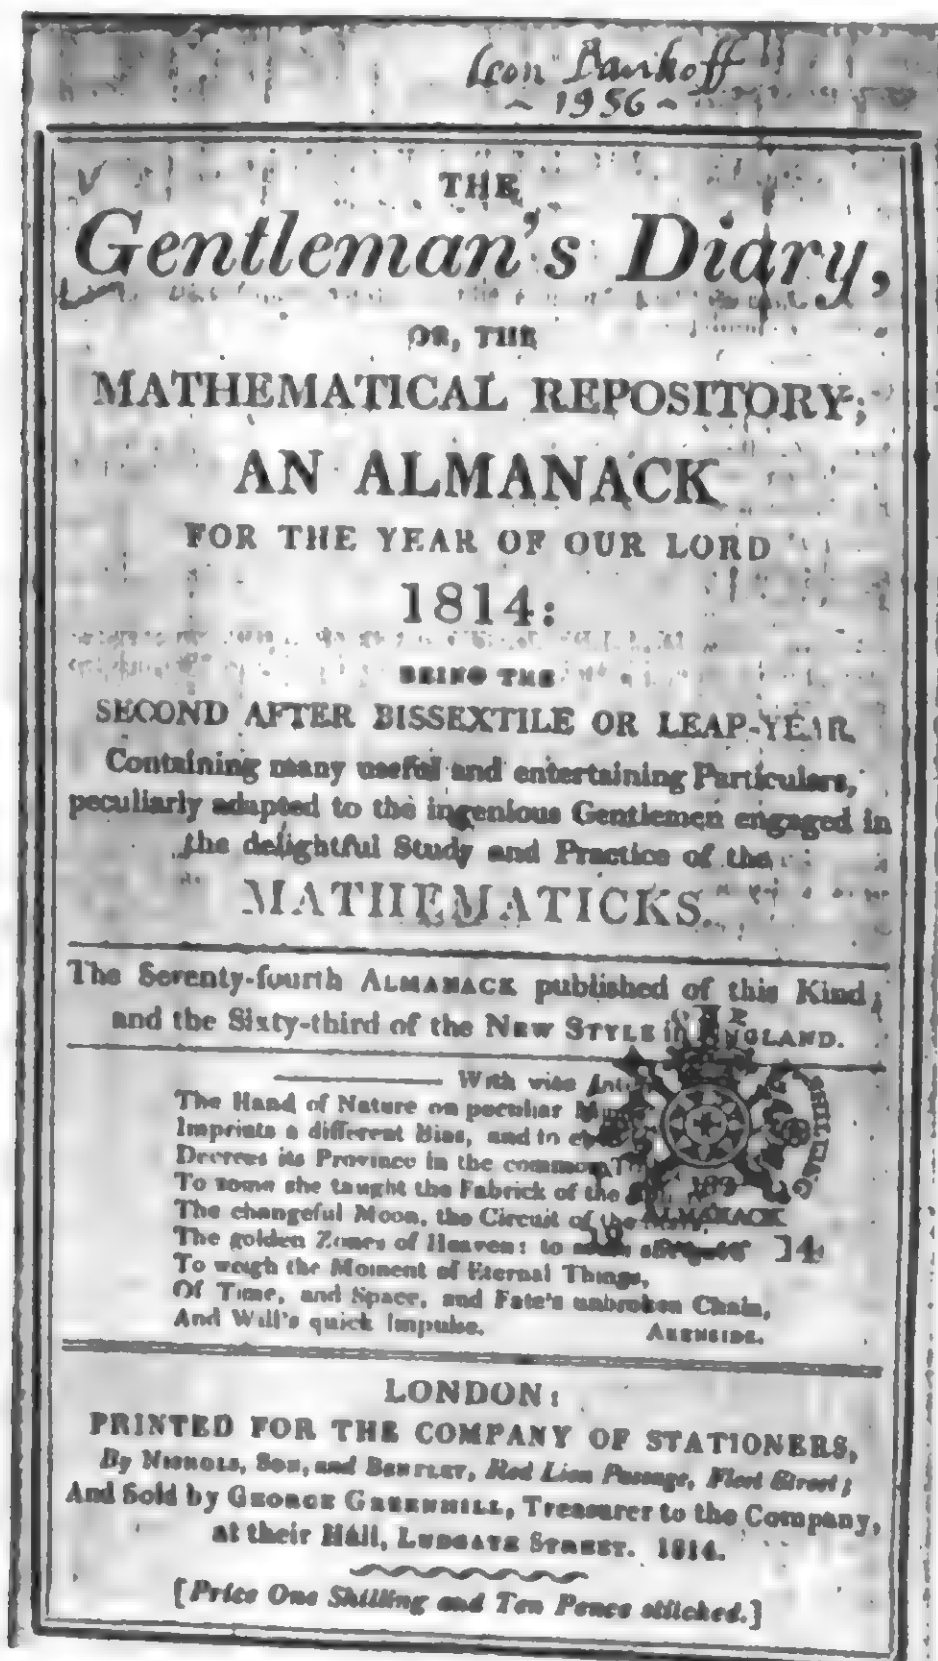 Leon Bankoff
~ 1956 ~
THE
Gentleman's Diary,
OR, THE
MATHEMATICAL REPOSITORY;
AN ALMANACK
FOR THE YEAR OF OUR LORD
1814:
BEING THE
SECOND AFTER BISSEXTILE OR LEAP-YEAR.
Containing many useful and entertaining Particulars,
peculiarly adapted to the ingenious Gentlemen engaged in
the delightful Study and Practice of the
MATHEMATICKS.
The Seventy-fourth ALMANACK published of this Kind;
and the Sixty-third of the NEW STYLE in ENGLAND.
With wise
The Hand of Nature on peculiar
Imprints a different Bias, and to
Decrees its Province in the common
To some she taught the Fabrick of the
The changeful Moon, the Circuit of the
The golden Zones of Heaven: to
ALMANACK
14
To weigh the Moment of Eternal Things,
Of Time, and Space, and Fate's unbroken Chain,
And Will's quick Impulse. AKENSIDE.
LONDON:
PRINTED FOR THE COMPANY OF STATIONERS,
By NICHOLS, SON, and BENTLEY, Red Lion Passage, Fleet Street;
And Sold by GEORGE GREENHILL, Treasurer to the Company,
at their Hall, LUDGATE STREET. 1814.
[Price One Shilling and Ten Pence stitched.]